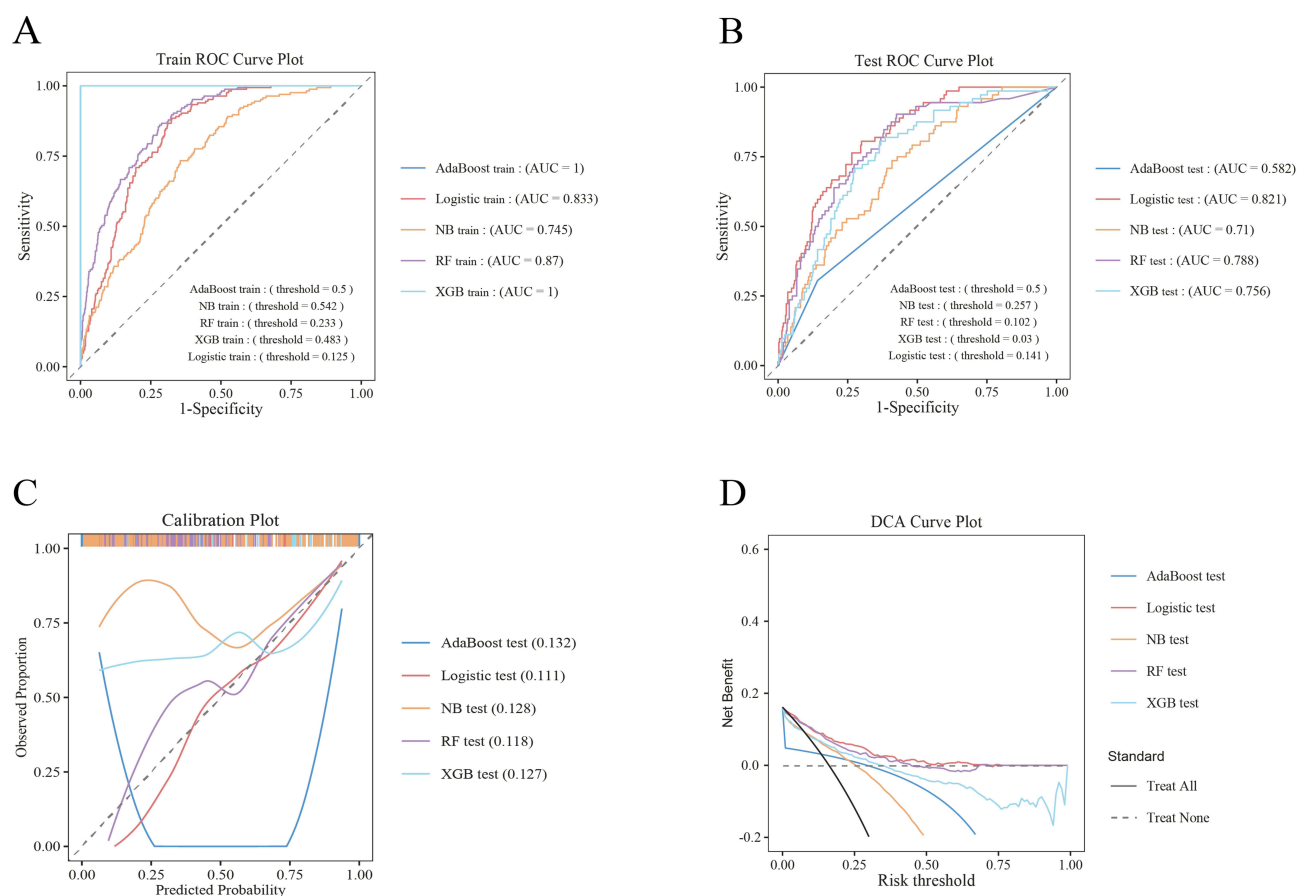 A
Train ROC Curve Plot
1.00
0.75
0.50
0.25
0.00
Sensitivity
0.00 0.25 0.50 0.75 1.00
1-Specificity
AdaBoost train : ( threshold = 0.5 )
NB train : ( threshold = 0.542 )
RF train : ( threshold = 0.233 )
XGB train : ( threshold = 0.483 )
Logistic train : ( threshold = 0.125 )
AdaBoost train : (AUC = 1)
Logistic train : (AUC = 0.833)
NB train : (AUC = 0.745)
RF train : (AUC = 0.87)
XGB train : (AUC = 1)
B
Test ROC Curve Plot
1.00
0.75
0.50
0.25
0.00
Sensitivity
0.00 0.25 0.50 0.75 1.00
1-Specificity
AdaBoost test : ( threshold = 0.5 )
NB test : ( threshold = 0.257 )
RF test : ( threshold = 0.102 )
XGB test : ( threshold = 0.03 )
Logistic test : ( threshold = 0.141 )
AdaBoost test : (AUC = 0.582)
Logistic test : (AUC = 0.821)
NB test : (AUC = 0.71)
RF test : (AUC = 0.788)
XGB test : (AUC = 0.756)
C
Calibration Plot
1.00
0.75
0.50
0.25
0.00
Observed Proportion
0.00 0.25 0.50 0.75 1.00
Predicted Probability
AdaBoost test (0.132)
Logistic test (0.111)
NB test (0.128)
RF test (0.118)
XGB test (0.127)
D
DCA Curve Plot
0.6
0.4
0.2
0.0
-0.2
Net Benefit
0.00 0.25 0.50 0.75 1.00
Risk threshold
AdaBoost test
Logistic test
NB test
RF test
XGB test
Standard
Treat All
Treat None